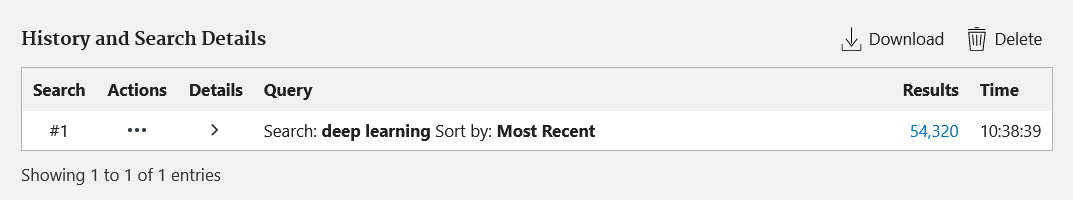 History and Search Details
Download Delete
Search Actions Details Query Results Time
#1 Search: deep learning Sort by: Most Recent 54,320 10:38:39
Showing 1 to 1 of 1 entries